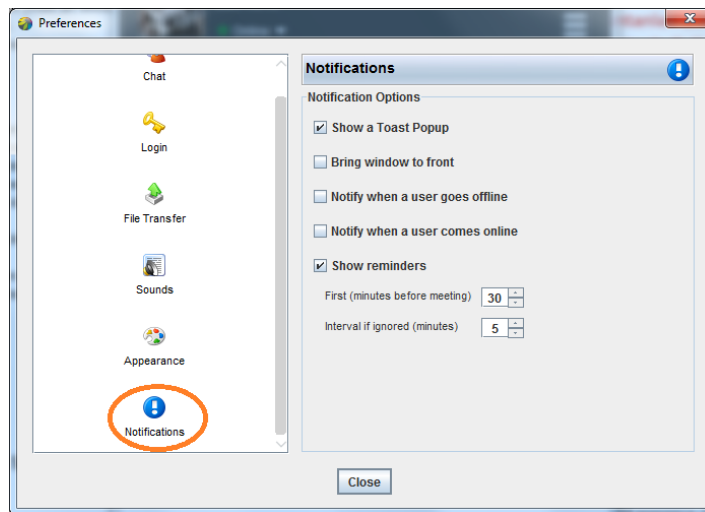 Preferences
Chat
Login
File Transfer
Sounds
Appearance
Notifications
Notifications
Notification Options
Show a Toast Popup
Bring window to front
Notify when a user goes offline
Notify when a user comes online
Show reminders
First (minutes before meeting) 30
Interval if ignored (minutes) 5
Close